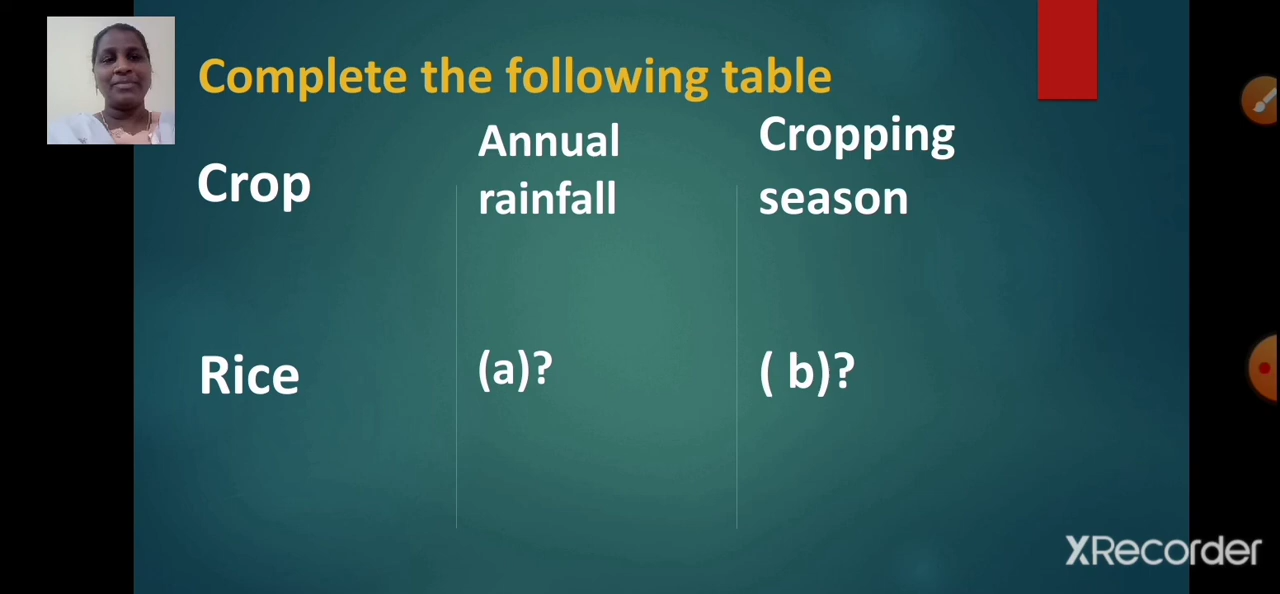 Complete the following table
Crop
Annual
rainfall
Cropping
season
Rice
(a)?
( b)?
XRecorder